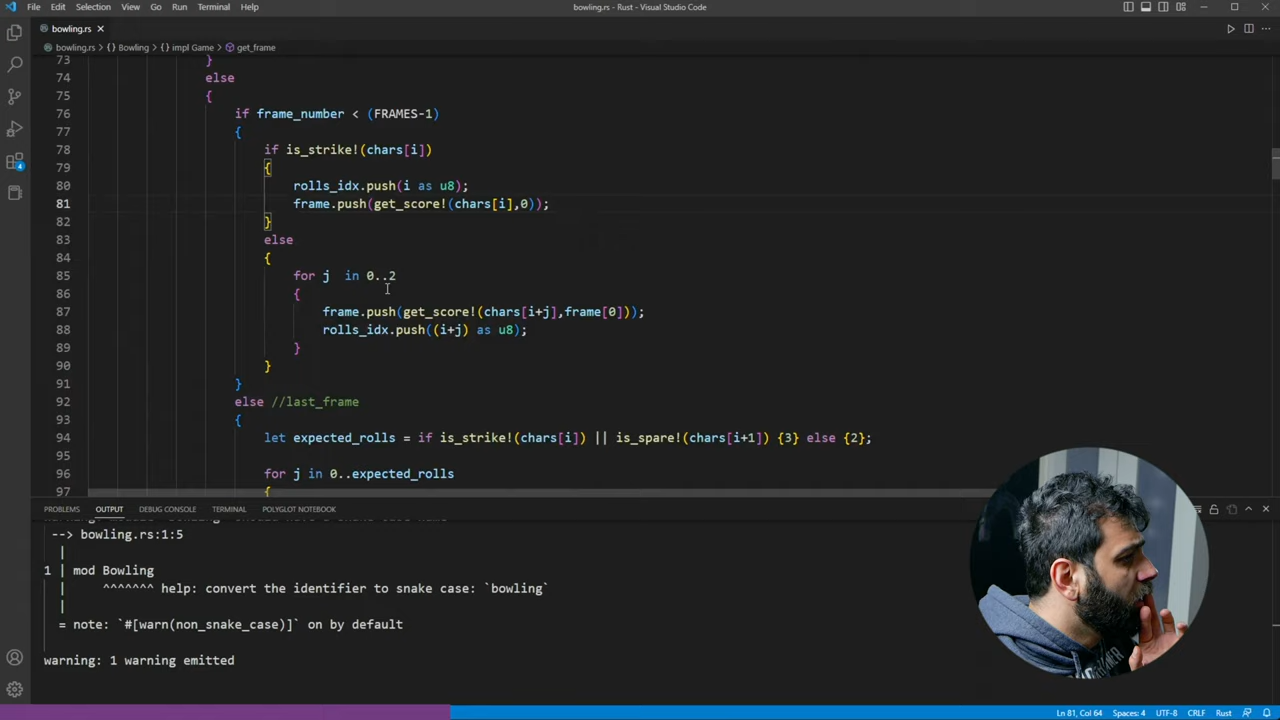 File Edit Selection View Go Run Terminal Help bowling.rs - Rust - Visual Studio Code
bowling.rs
bowling.rs > {} Bowling > impl Game > get_frame
73 }
74 else
75 {
76 if frame_number < (FRAMES-1)
77 {
78 if is_strike!(chars[i])
79 {
80 rolls_idx.push(i as u8);
81 frame.push(get_score!(chars[i],0));
82 }
83 else
84 {
85 for j  in 0..2
86 {
87 frame.push(get_score!(chars[i+j],frame[0]));
88 rolls_idx.push((i+j) as u8);
89 }
90 }
91 }
92 else //last_frame
93 {
94 let expected_rolls = if is_strike!(chars[i]) || is_spare!(chars[i+1]) {3} else {2};
95
96 for j in 0..expected_rolls
97 {
4
PROBLEMS OUTPUT DEBUG CONSOLE TERMINAL POLYGLOT NOTEBOOK
--> bowling.rs:1:5
|
1 | mod Bowling
| ^^^^^^^ help: convert the identifier to snake case: `bowling`
|
= note: `#[warn(non_snake_case)]` on by default
warning: 1 warning emitted
Ln 81, Col 64 Spaces: 4 UTF-8 CRLF Rust